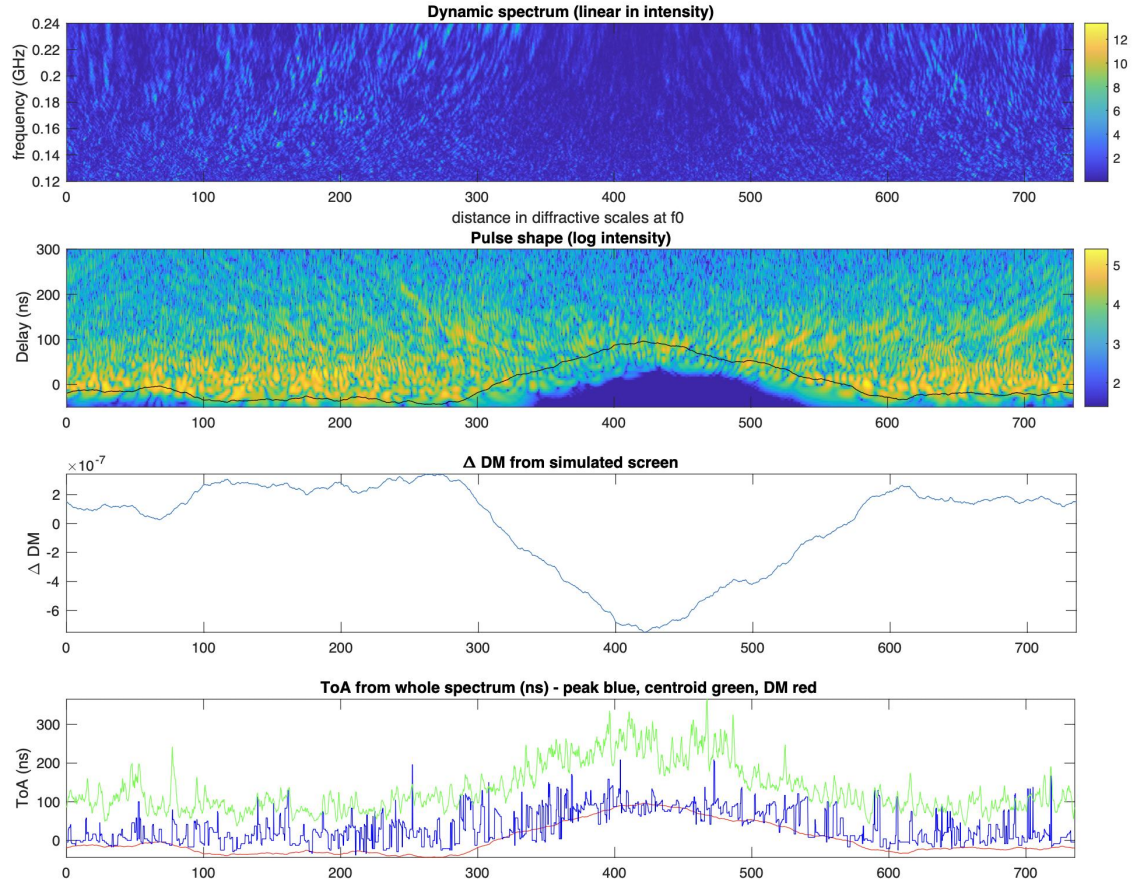 Dynamic spectrum (linear in intensity)
frequency (GHz)
0.24
0.22
0.2
0.18
0.16
0.14
0.12
0 100 200 300 400 500 600 700
12
10
8
6
4
2
distance in diffractive scales at f0
Pulse shape (log intensity)
Delay (ns)
300
200
100
0
0 100 200 300 400 500 600 700
5
4
3
2
Δ DM from simulated screen
×10-7
Δ DM
2
0
-2
-4
-6
0 100 200 300 400 500 600 700
ToA from whole spectrum (ns) - peak blue, centroid green, DM red
ToA (ns)
300
200
100
0
0 100 200 300 400 500 600 700